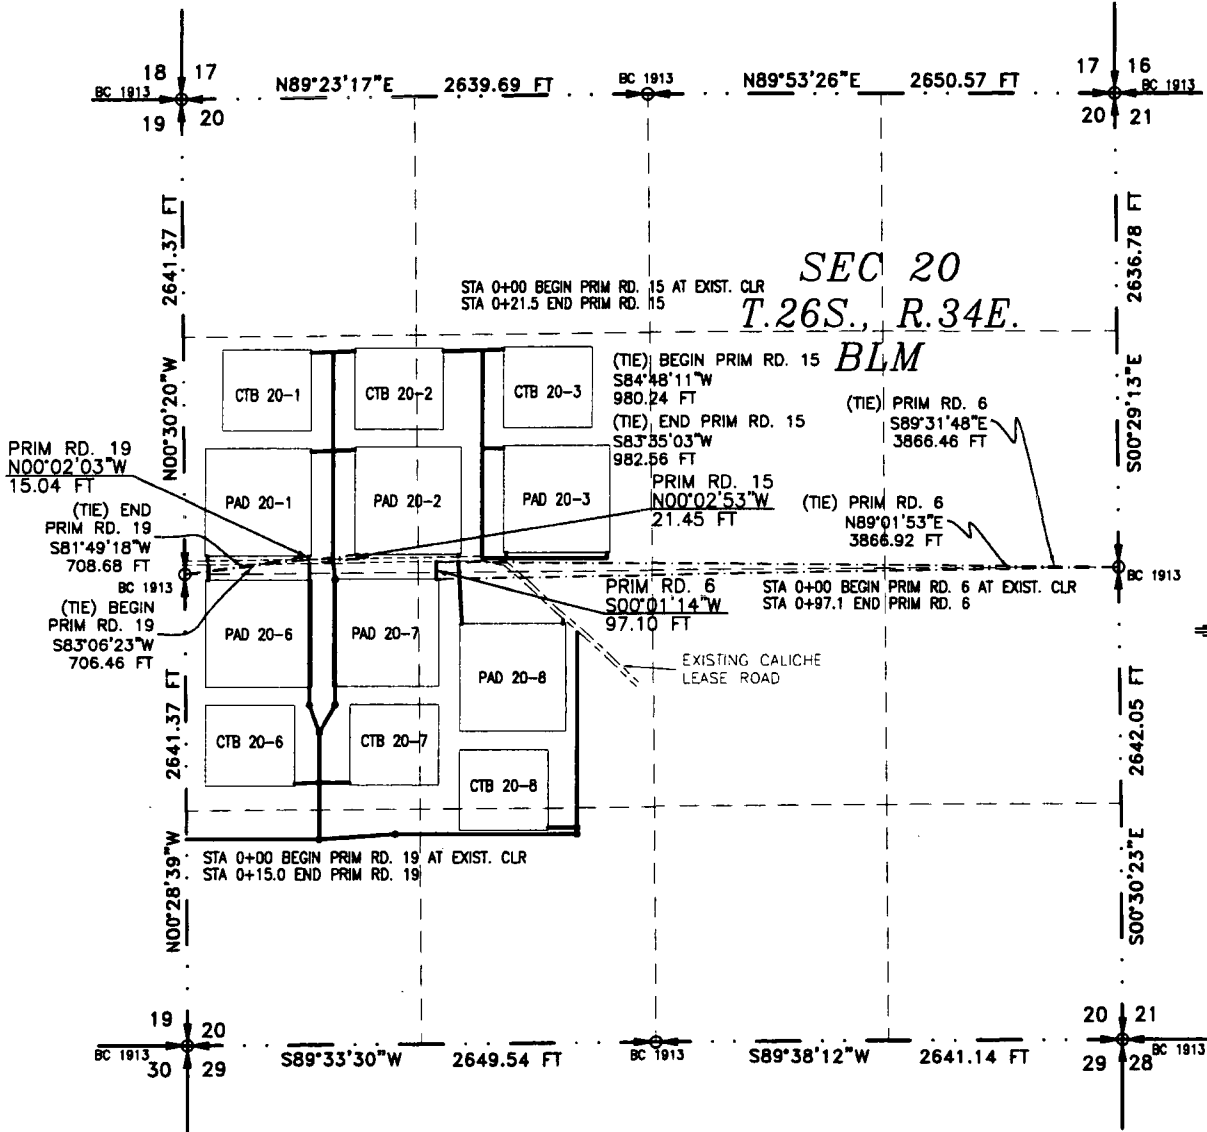 18 17
17 16
BC 1913
N89°23'17"E 2639.69 FT
BC 1913
N89°53'26"E 2650.57 FT
BC 1913
19 20
20 21
2641.37 FT
2636.78 FT
SEC 20
T.26S., R.34E.
BLM
STA 0+00 BEGIN PRIM RD. 15 AT EXIST. CLR
STA 0+21.5 END PRIM RD. 15
N00°30'20"W
S00°29'13"E
CTB 20-1
CTB 20-2
CTB 20-3
(TIE) BEGIN PRIM RD. 15
S84°48'11"W
980.24 FT
(TIE) END PRIM RD. 15
S83°35'03"W
982.56 FT
(TIE) PRIM RD. 6
S89°31'48"E
3866.46 FT
PRIM RD. 19
N00°02'03"W
15.04 FT
(TIE) END
PRIM RD. 19
S81°49'18"W
708.68 FT
PAD 20-1
PAD 20-2
PAD 20-3
PRIM RD. 15
N00°02'53"W
21.45 FT
(TIE) PRIM RD. 6
N89°01'53"E
3866.92 FT
BC 1913
BC 1913
(TIE) BEGIN
PRIM RD. 19
S83°06'23"W
706.46 FT
PRIM RD. 6
S00°01'14"W
97.10 FT
STA 0+00 BEGIN PRIM RD. 6 AT EXIST. CLR
STA 0+97.1 END PRIM RD. 6
PAD 20-6
PAD 20-7
PAD 20-8
EXISTING CALICHE
LEASE ROAD
2641.37 FT
2642.05 FT
CTB 20-6
CTB 20-7
CTB 20-8
N00°28'39"W
S00°30'23"E
STA 0+00 BEGIN PRIM RD. 19 AT EXIST. CLR
STA 0+15.0 END PRIM RD. 19
19 20
20 21
BC 1913
S89°33'30"W 2649.54 FT
BC 1913
S89°38'12"W 2641.14 FT
BC 1913
30 29
29 28